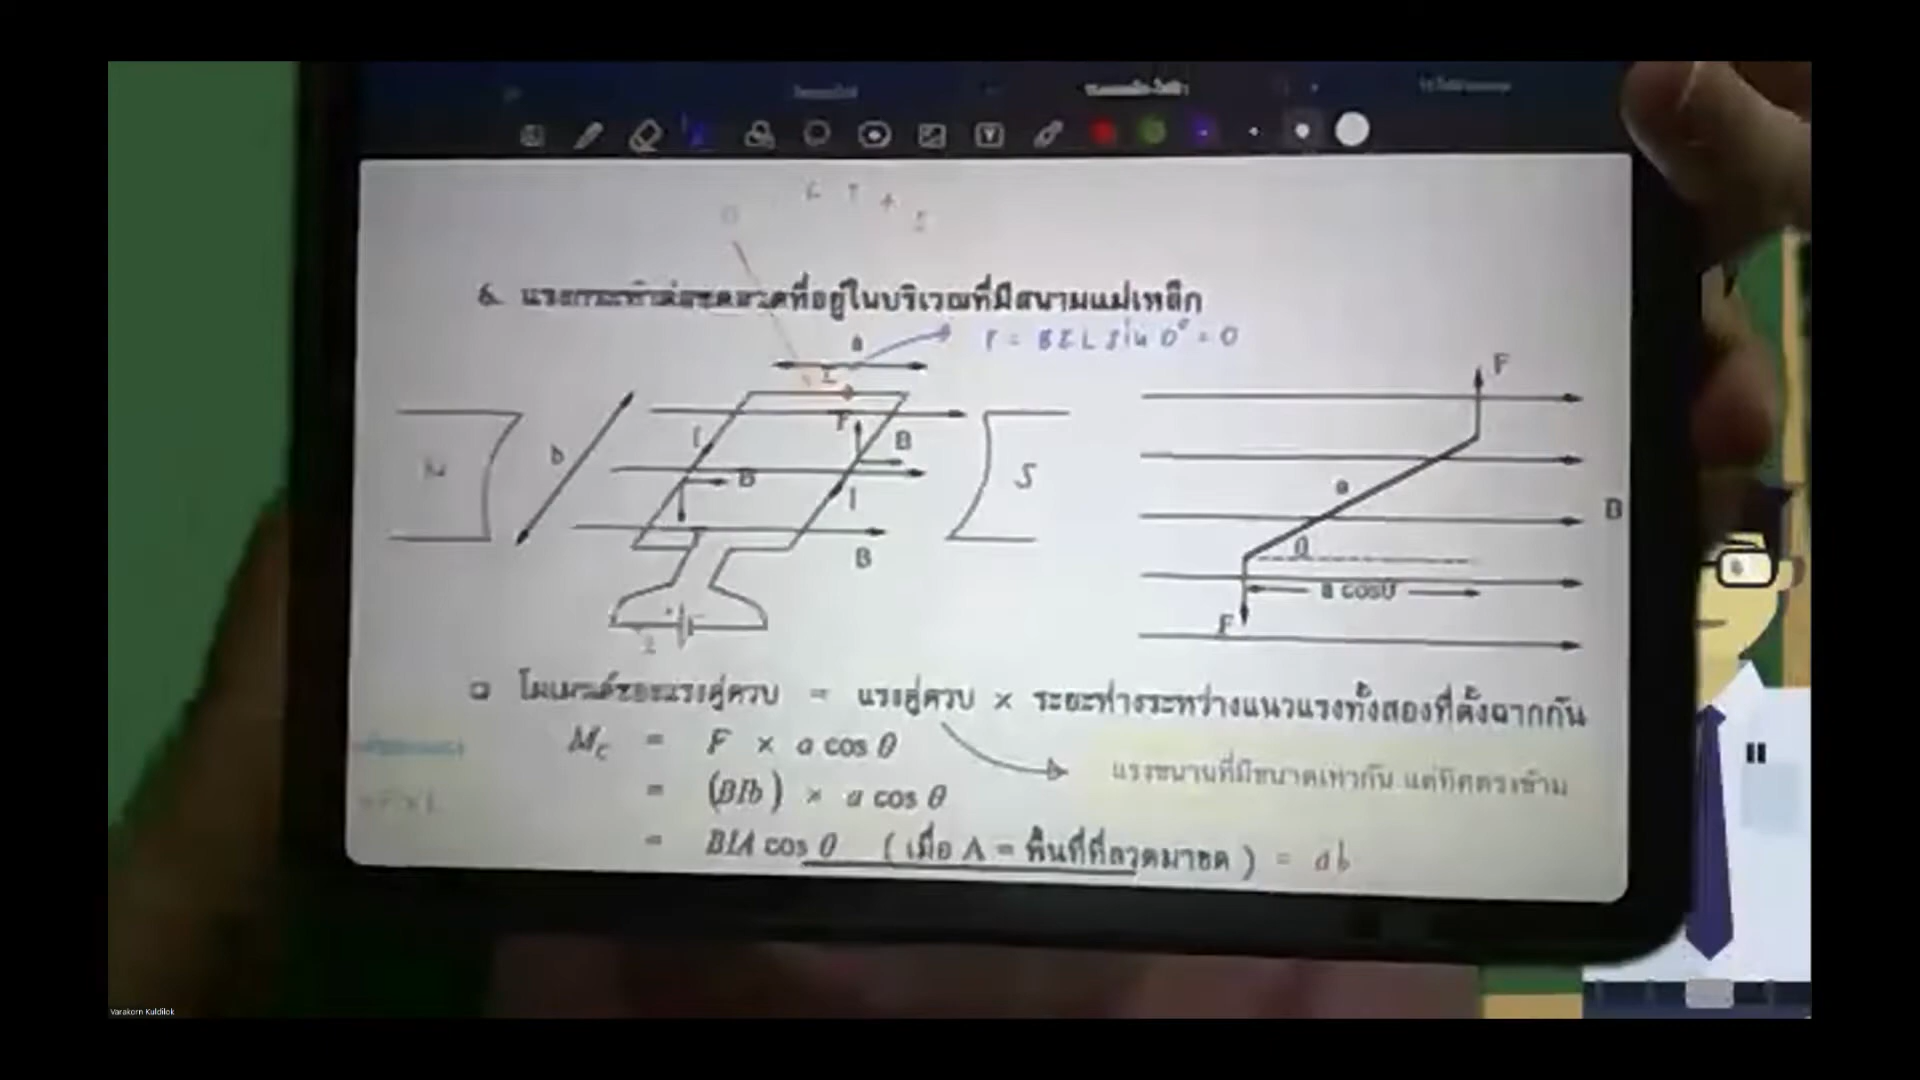 6. แรงกระทำต่อขดลวดที่อยู่ในบริเวณที่มีสนามแม่เหล็ก
F = BIL sin 0° = 0
a
I
F
F
N
b
I
B
B
S
a
B
I
θ
B
a cosθ
F
I
โมเมนต์ของแรงคู่ควบ = แรงคู่ควบ × ระยะห่างระหว่างแนวแรงทั้งสองที่ตั้งฉากกัน
Mc = F × a cos θ
แรงขนานที่มีขนาดเท่ากัน แต่ทิศตรงข้าม
= (BIb) × a cos θ
= BIA cos θ (เมื่อ A = พื้นที่ที่ลวดมาขด) = ab
Varakorn Kuldilok